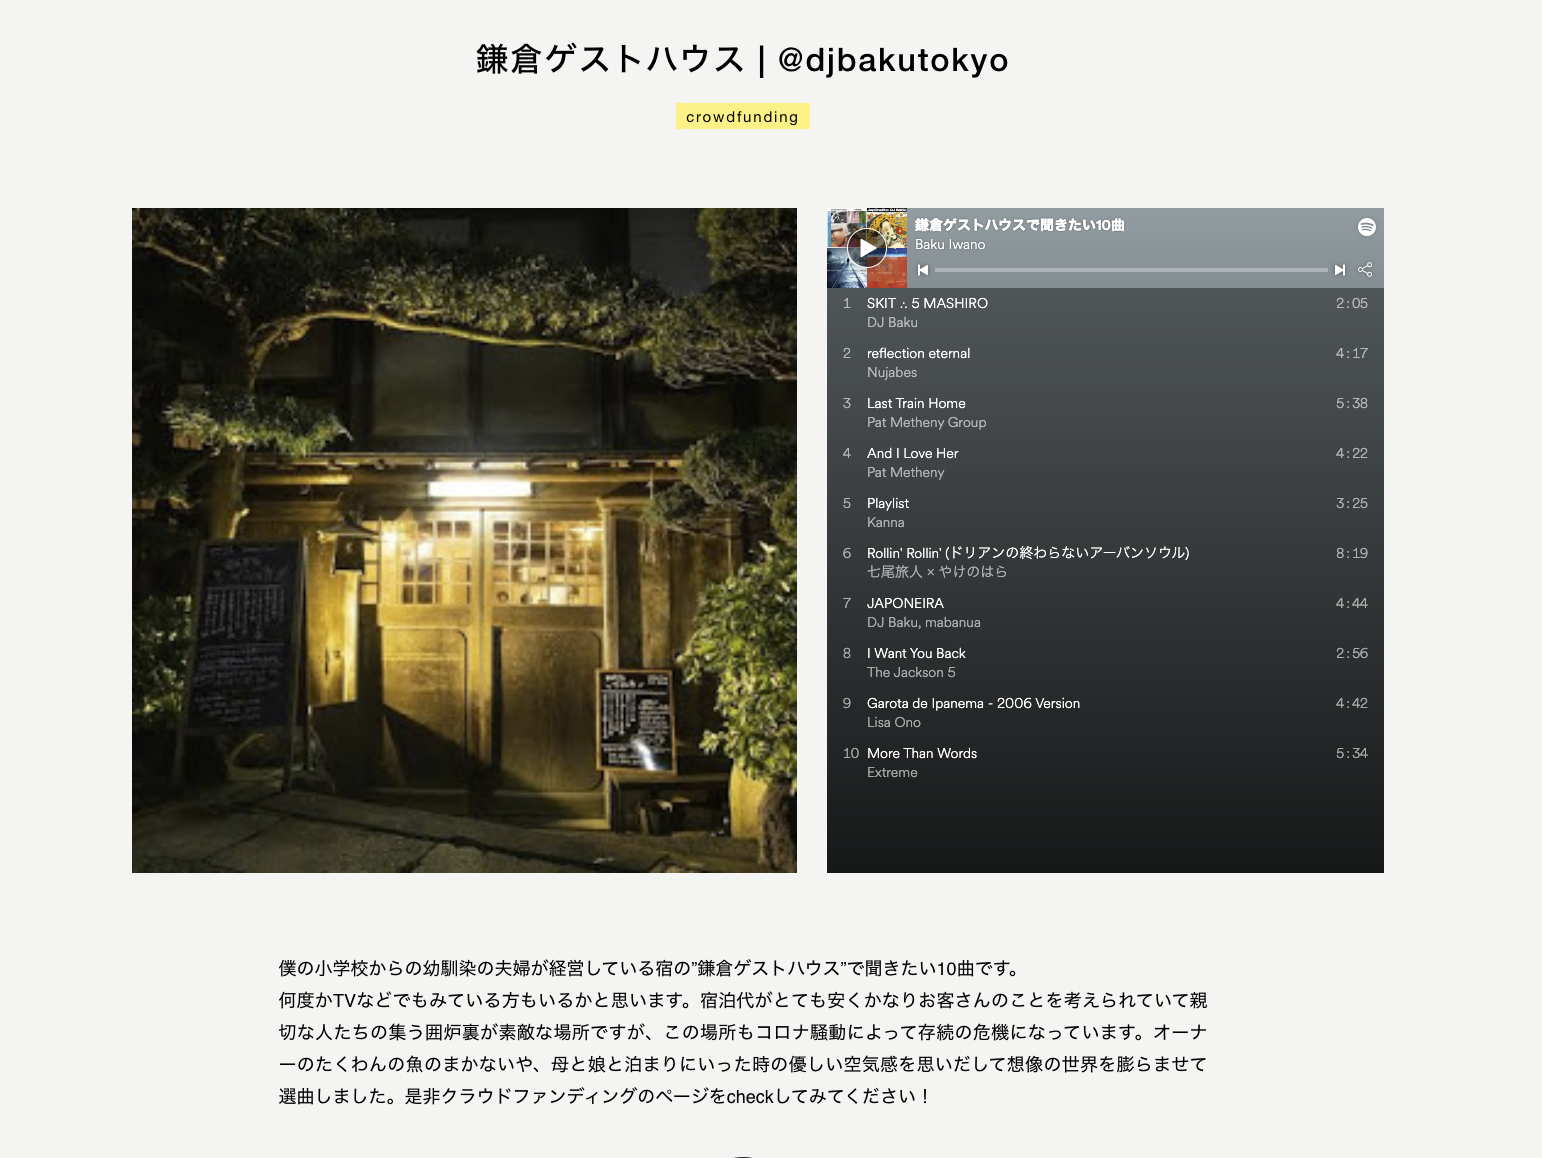 鎌倉ゲストハウス | @djbakutokyo
crowdfunding
鎌倉ゲストハウスで聞きたい10曲
Baku Iwano
1 SKIT ∴ 5 MASHIRO 2:05
DJ Baku
2 reflection eternal 4:17
Nujabes
3 Last Train Home 5:38
Pat Metheny Group
4 And I Love Her 4:22
Pat Metheny
5 Playlist 3:25
Kanna
6 Rollin' Rollin' (ドリアンの終わらないアーバンソウル) 8:19
七尾旅人 × やけのはら
7 JAPONEIRA 4:44
DJ Baku, mabanua
8 I Want You Back 2:56
The Jackson 5
9 Garota de Ipanema - 2006 Version 4:42
Lisa Ono
10 More Than Words 5:34
Extreme
僕の小学校からの幼馴染の夫婦が経営している宿の”鎌倉ゲストハウス”で聞きたい10曲です。
何度かTVなどでもみている方もいるかと思います。宿泊代がとても安くかなりお客さんのことを考えられていて親
切な人たちの集う囲炉裏が素敵な場所ですが、この場所もコロナ騒動によって存続の危機になっています。オーナ
ーのたくわんの魚のまかないや、母と娘と泊まりにいった時の優しい空気感を思いだして想像の世界を膨らませて
選曲しました。是非クラウドファンディングのページをcheckしてみてください！